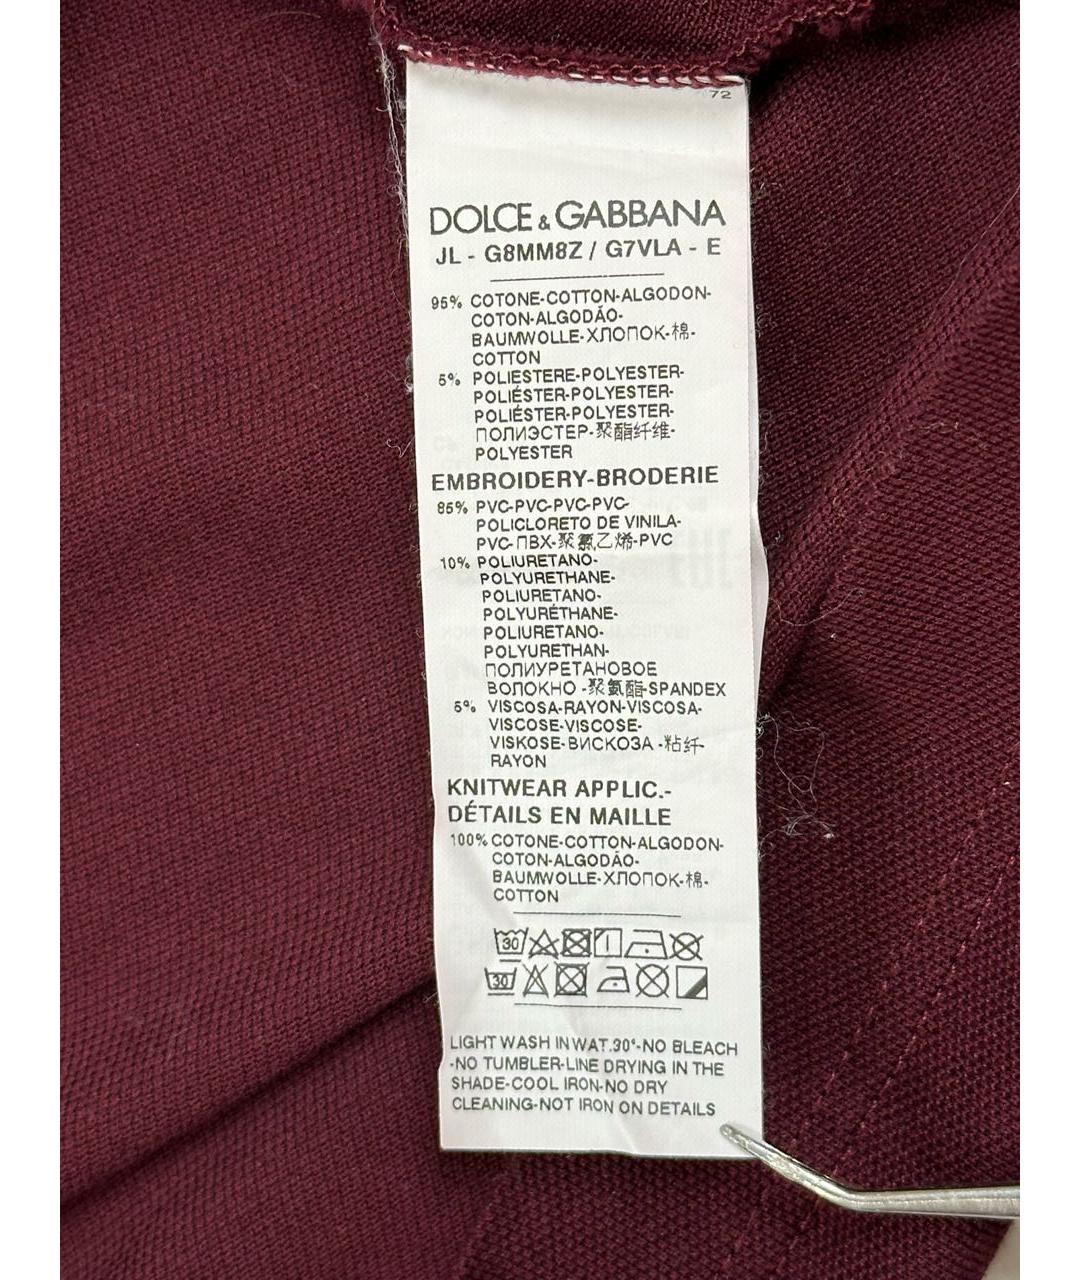 72
DOLCE & GABBANA
JL - G8MM8Z / G7VLA - E
95% COTONE-COTTON-ALGODON-
COTON-ALGODÃO-
BAUMWOLLE-ХЛОПОК-棉-
COTTON
5% POLIESTERE-POLYESTER-
POLIÉSTER-POLYESTER-
POLIÉSTER-POLYESTER-
ПОЛИЭСТЕР-聚酯纤维-
POLYESTER
EMBROIDERY-BRODERIE
85% PVC-PVC-PVC-PVC-
POLICLORETO DE VINILA-
PVC-ПВХ-聚氯乙烯-PVC
10% POLIURETANO-
POLYURETHANE-
POLIURETANO-
POLYURÉTHANE-
POLIURETANO-
POLYURETHAN-
ПОЛИУРЕТАНОВОЕ
ВОЛОКНО -聚氨酯-SPANDEX
5% VISCOSA-RAYON-VISCOSA-
VISCOSE-VISCOSE-
VISKOSE-ВИСКОЗА -粘纤-
RAYON
KNITWEAR APPLIC.-
DÉTAILS EN MAILLE
100% COTONE-COTTON-ALGODON-
COTON-ALGODÃO-
BAUMWOLLE-ХЛОПОК-棉-
COTTON
30
30
LIGHT WASH IN WAT.30°-NO BLEACH
-NO TUMBLER-LINE DRYING IN THE
SHADE-COOL IRON-NO DRY
CLEANING-NOT IRON ON DETAILS